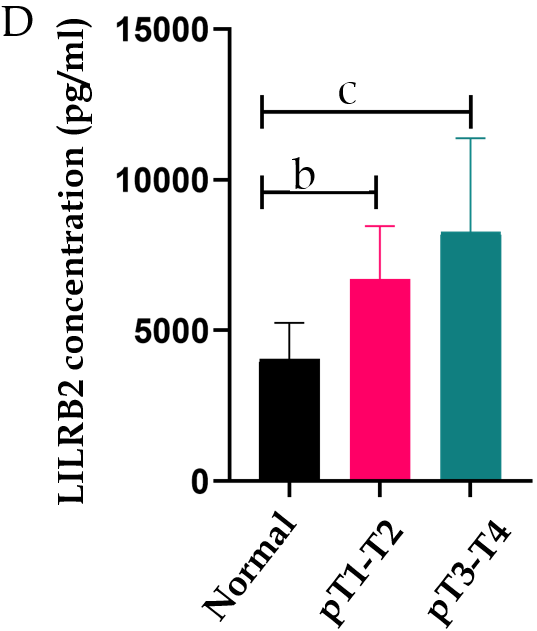 D
LILRB2 concentration (pg/ml)
15000
10000
5000
0
c
b
Normal
pT1-T2
pT3-T4